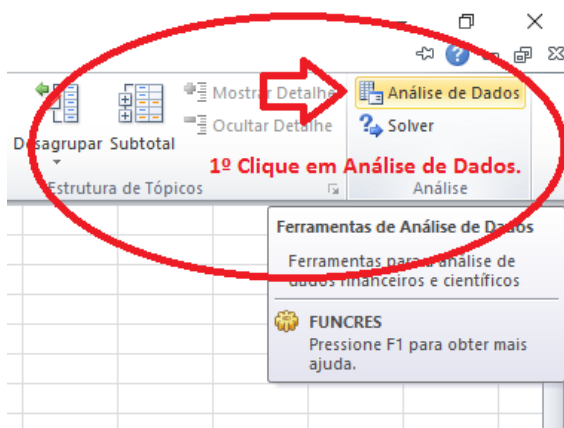 Mostrar Detalhe
Análise de Dados
Desagrupar Subtotal
Ocultar Detalhe
Solver
1º Clique em Análise de Dados.
Estrutura de Tópicos
Análise
Ferramentas de Análise de Dados
Ferramentas para a análise de
dados financeiros e científicos
FUNCRES
Pressione F1 para obter mais
ajuda.